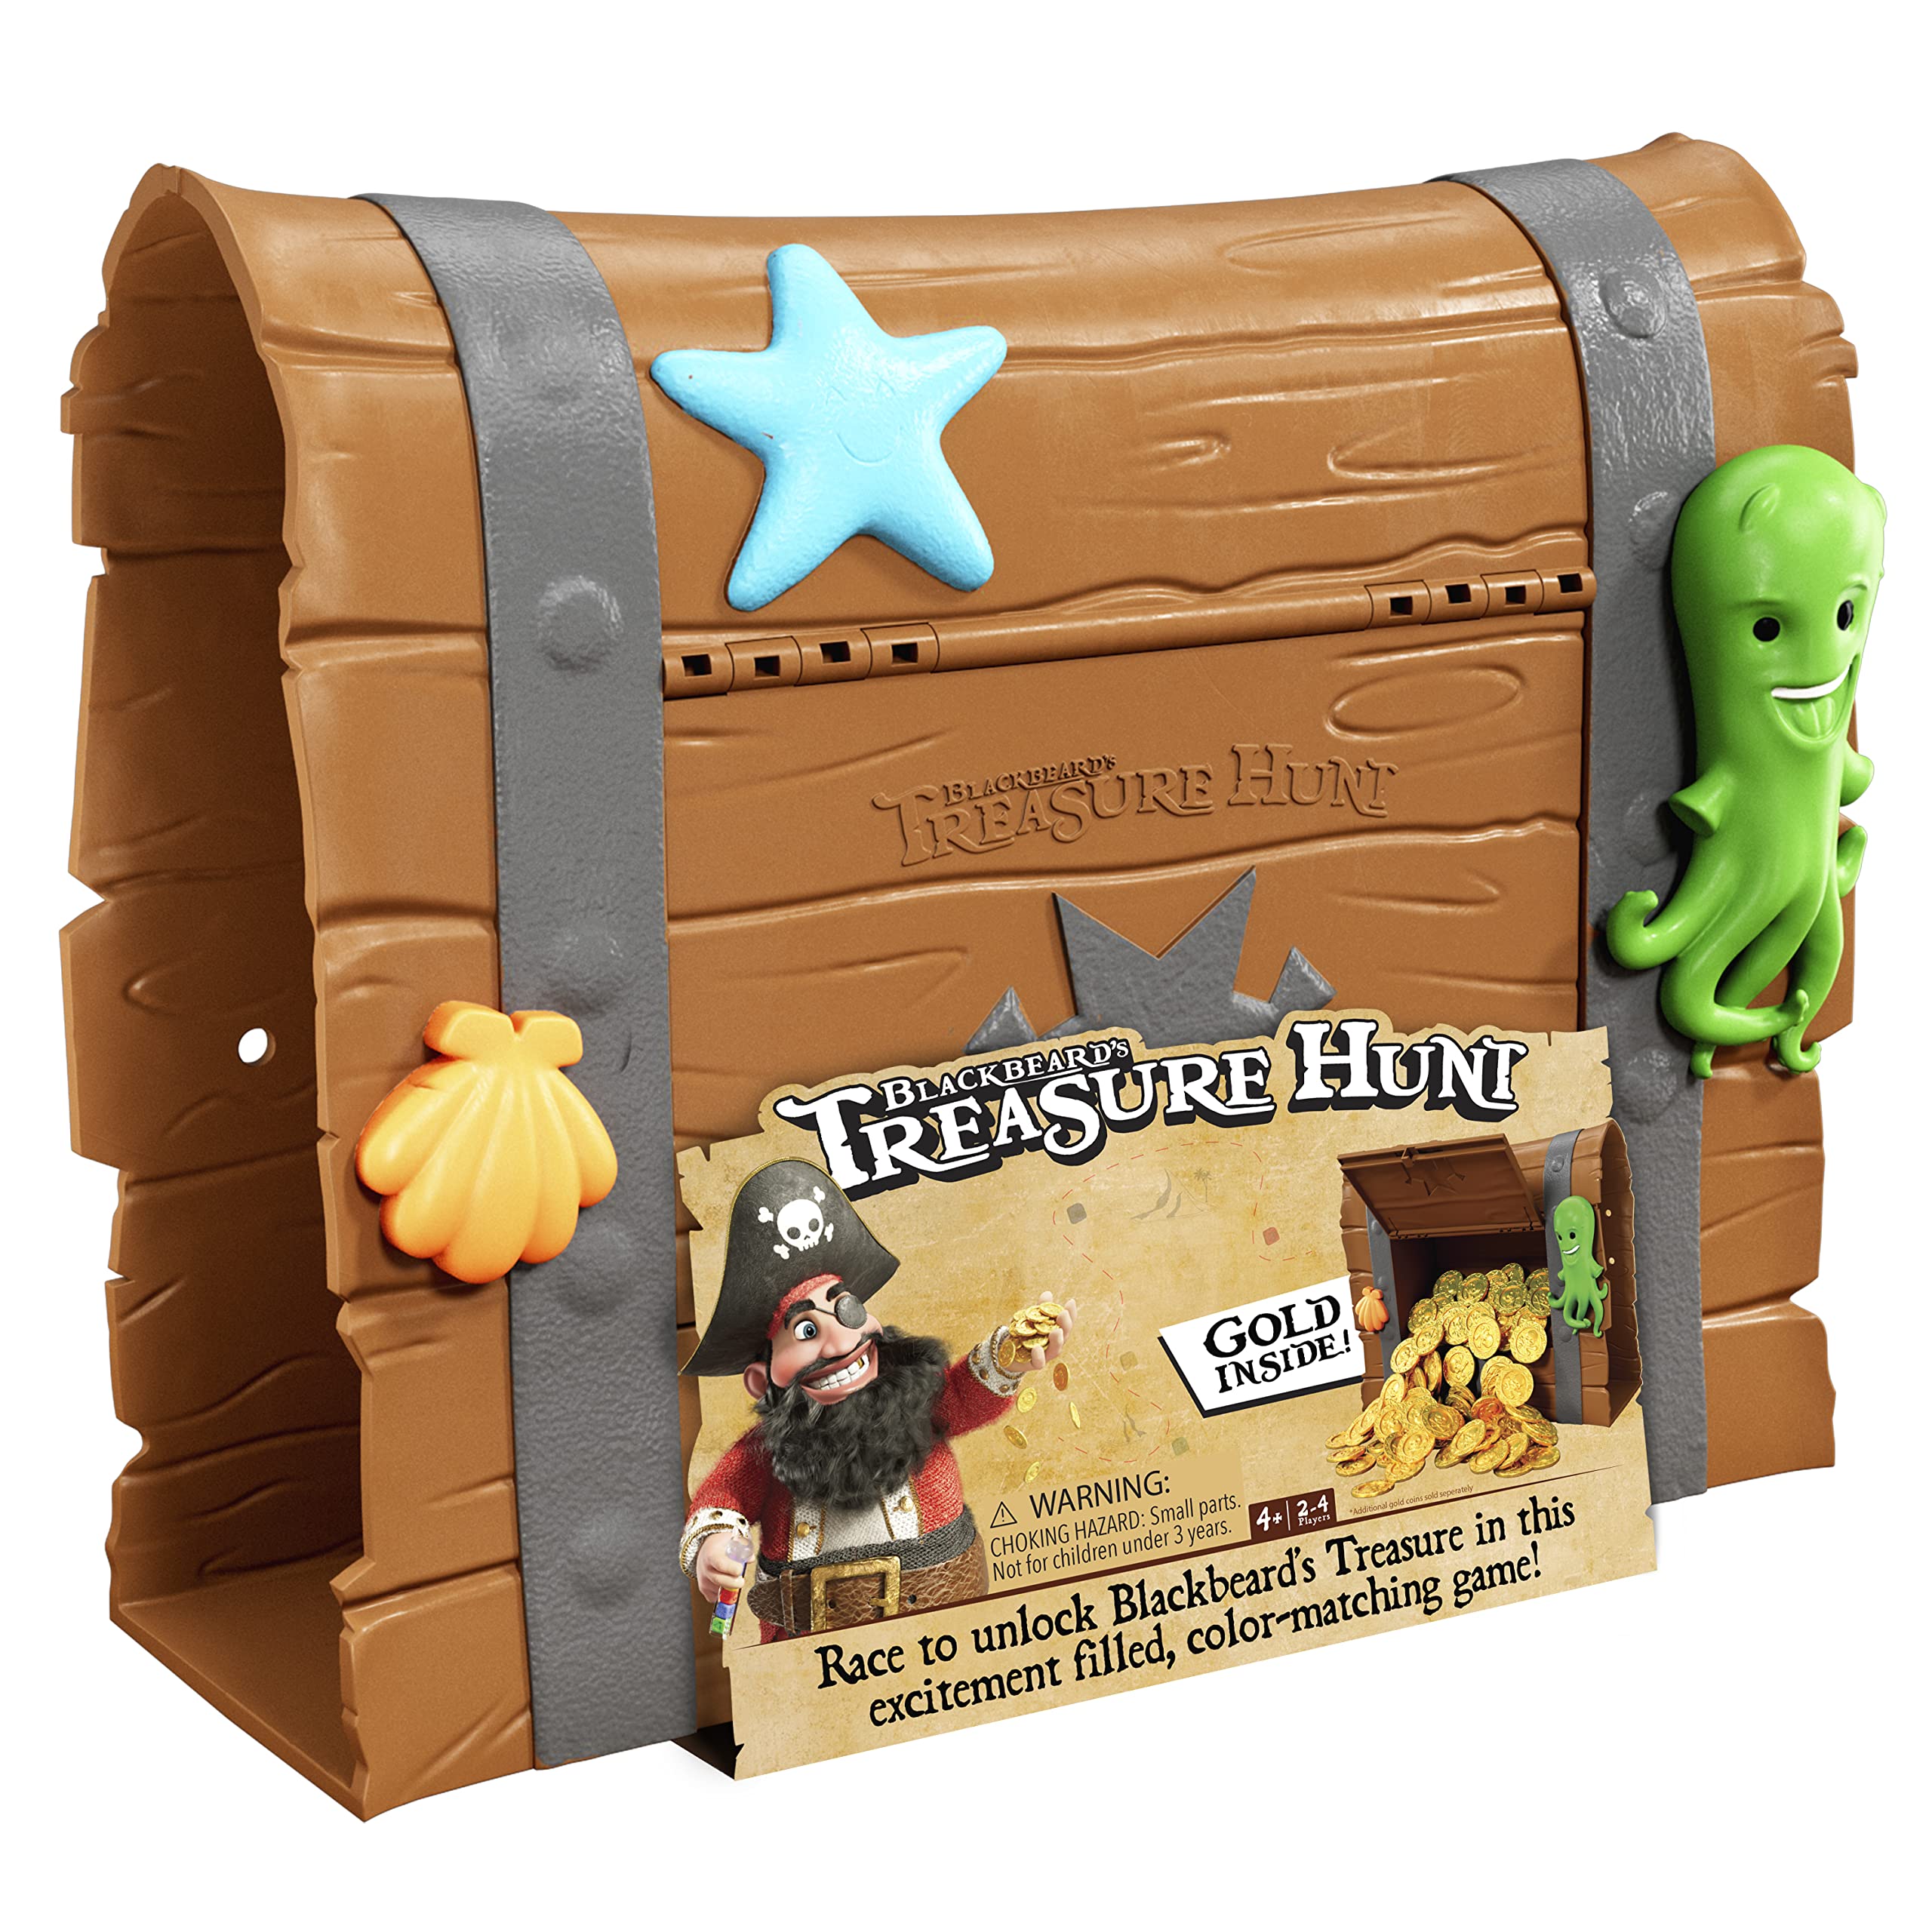 BLACKBEARD'S
TREASURE HUNT
BLACKBEARD'S
TREASURE HUNT
GOLD
INSIDE!
WARNING:
CHOKING HAZARD: Small parts.
Not for children under 3 years.
4+
2-4
Players
*Additional gold coins sold seperately
Race to unlock Blackbeard's Treasure in this
excitement filled, color-matching game!